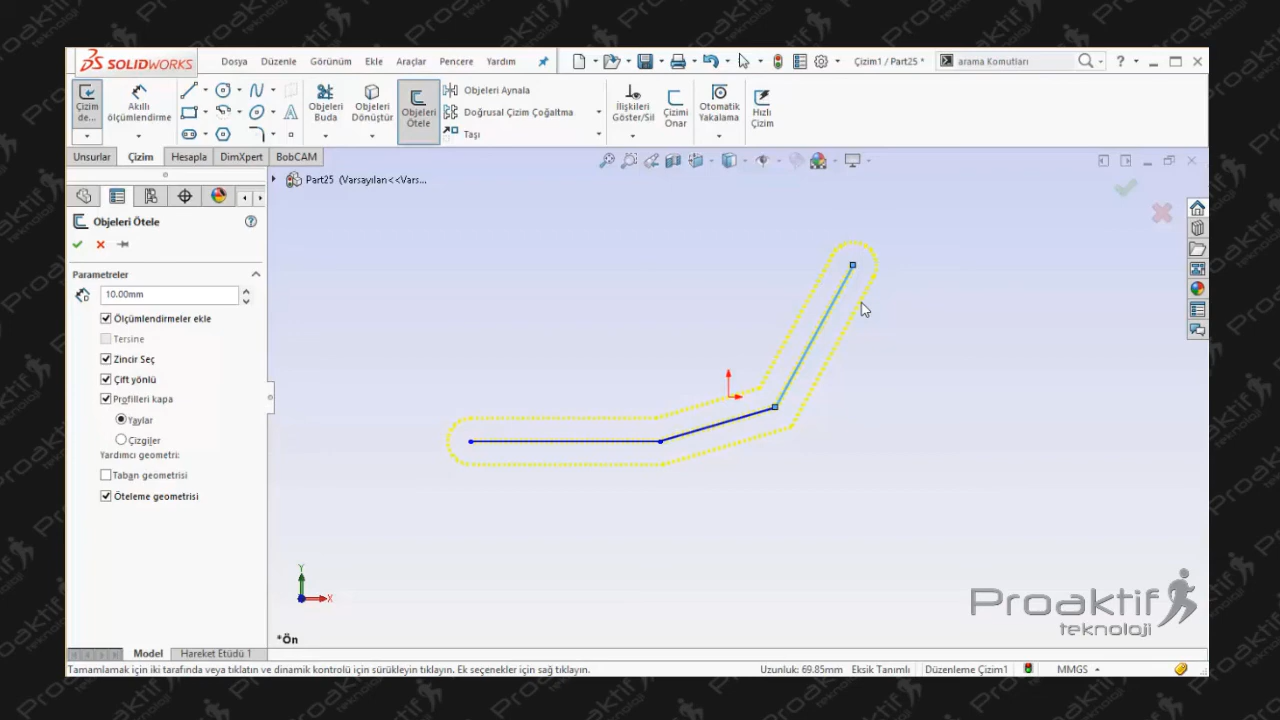 SOLIDWORKS
Dosya Düzenle Görünüm Ekle Araçlar Pencere Yardım
Çizim1 / Part25 *
arama Komutları
Çizim de...
Akıllı ölçümlendirme
Objeleri Buda
Objeleri Dönüştür
Objeleri Ötele
Objeleri Aynala
Doğrusal Çizim Çoğaltma
Taşı
İlişkileri Göster/Sil
Çizimi Onar
Otomatik Yakalama
Hızlı Çizim
Unsurlar Çizim Hesapla DimXpert BobCAM
Part25 (Varsayılan<<Vars...
Objeleri Ötele
Parametreler
10.00mm
Ölçümlendirmeler ekle
Tersine
Zincir Seç
Çift yönlü
Profilleri kapa
Yaylar
Çizgiler
Yardımcı geometri:
Taban geometrisi
Öteleme geometrisi
Y
X
*Ön
Proaktif
teknoloji
Model Hareket Etüdü 1
Tamamlamak için iki tarafında veya tıklatın ve dinamik kontrolü için sürükleyin tıklayın. Ek seçenekler için sağ tıklayın.
Uzunluk: 69.85mm Eksik Tanımlı Düzenleme Çizim1 MMGS